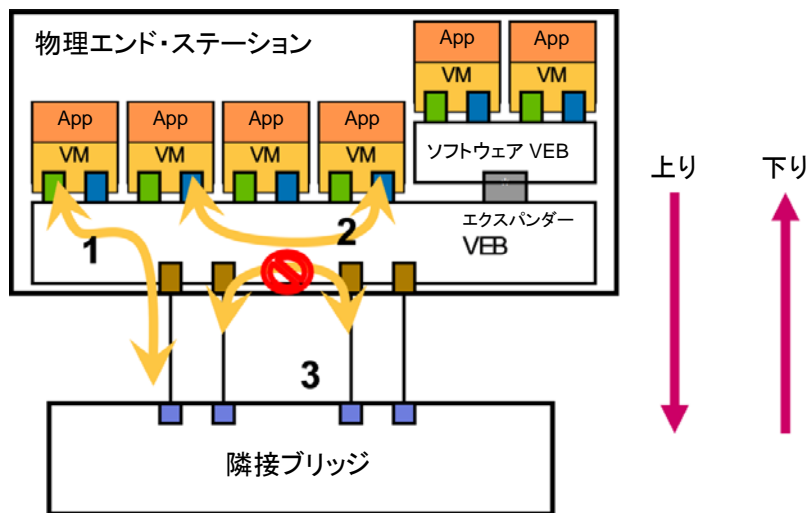 物理エンド・ステーション
App
App
VM
VM
App
App
App
App
VM
VM
VM
VM
ソフトウェア VEB
上り
下り
エクスパンダー
VEB
1
2
3
隣接ブリッジ